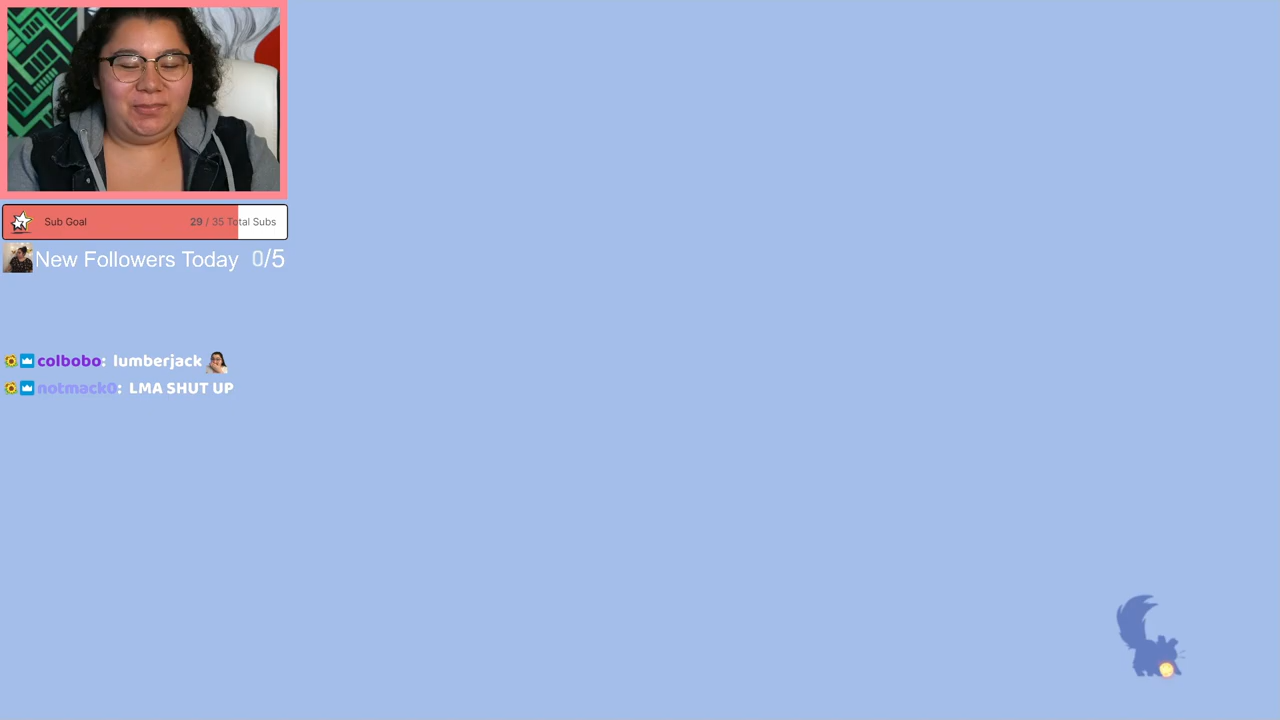 Sub Goal 29 / 35 Total Subs
New Followers Today 0/5
colbobo: lumberjack
notmack0: LMA SHUT UP